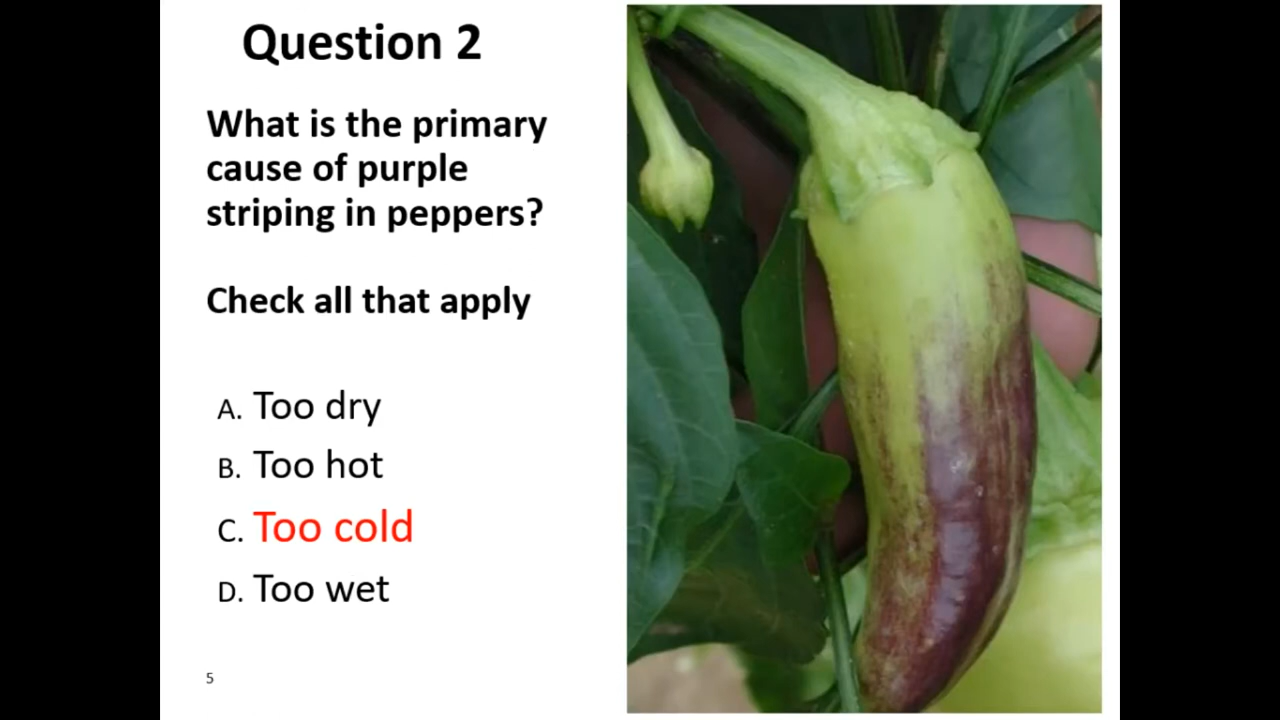 Question 2
What is the primary
cause of purple
striping in peppers?
Check all that apply
A. Too dry
B. Too hot
C. Too cold
D. Too wet
5